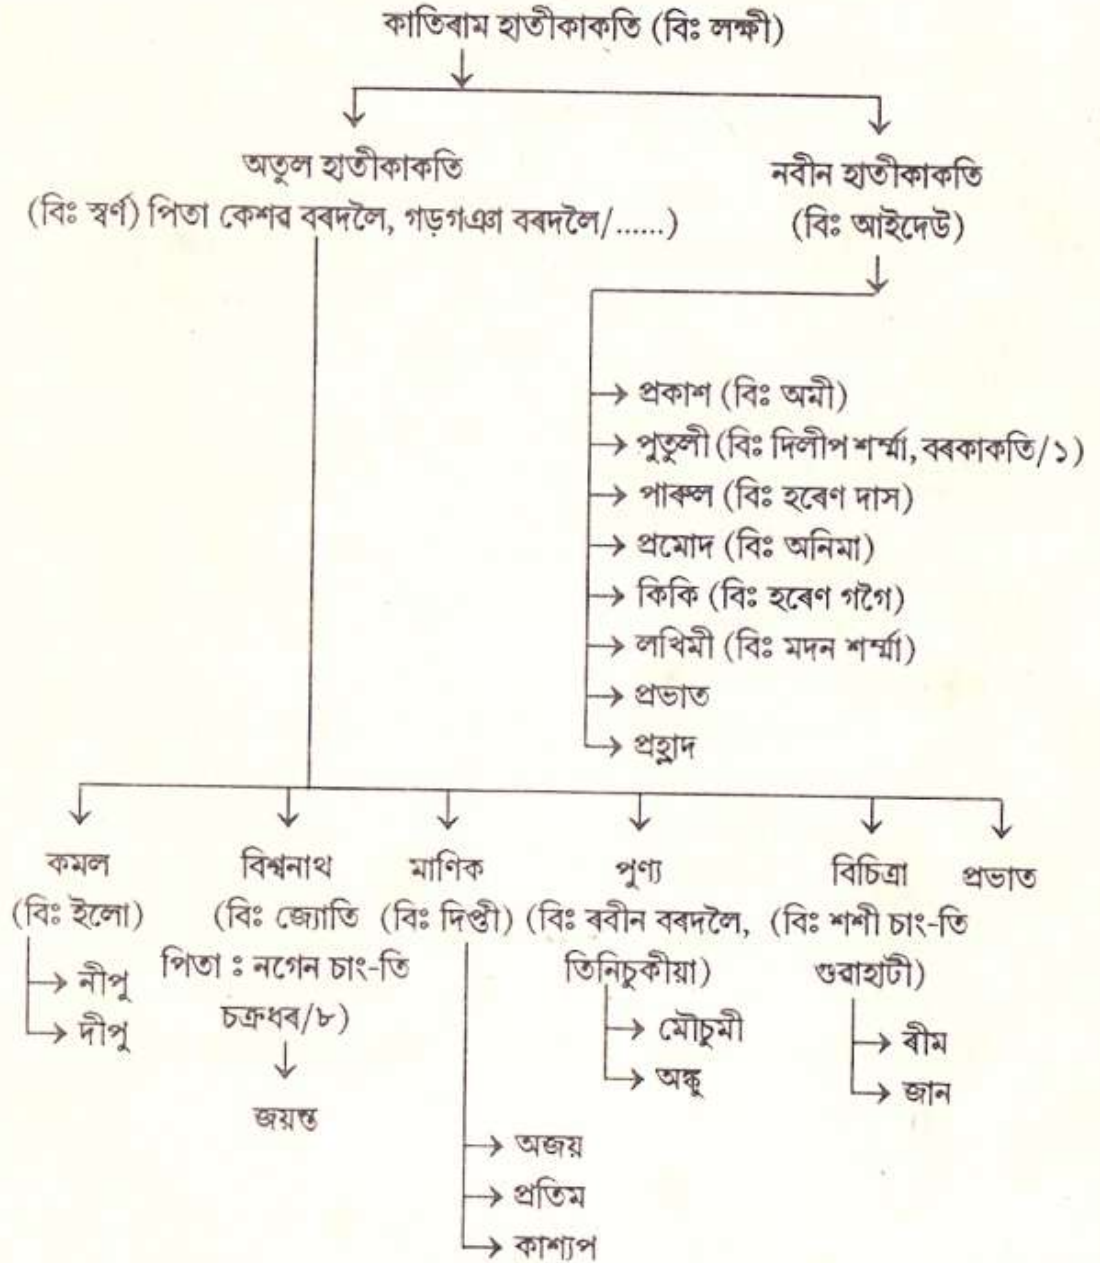 কাতিৰাম হাতীকাকতি (বিঃ লক্ষী)
অতুল হাতীকাকতি
(বিঃ স্বৰ্ণ) পিতা কেশৱ বৰদলৈ, গড়গঞা বৰদলৈ/......)
নবীন হাতীকাকতি
(বিঃ আইদেউ)
প্ৰকাশ (বিঃ অমী)
পুতুলী (বিঃ দিলীপ শৰ্ম্মা, বৰকাকতি/১)
পাৰুল (বিঃ হৰেণ দাস)
প্ৰমোদ (বিঃ অনিমা)
কিকি (বিঃ হৰেণ গগৈ)
লখিমী (বিঃ মদন শৰ্ম্মা)
প্ৰভাত
প্ৰহ্লাদ
কমল
(বিঃ ইলো)
নীপু
দীপু
বিশ্বনাথ
(বিঃ জ্যোতি
পিতা : নগেন চাং-তি
চক্ৰধৰ/৮)
জয়ন্ত
মাণিক
(বিঃ দিপ্তী)
অজয়
প্ৰতিম
কাশ্যপ
পুণ্য
(বিঃ ৰবীন বৰদলৈ,
তিনিচুকীয়া)
মৌচুমী
অঙ্কু
বিচিত্ৰা
(বিঃ শশী চাং-তি
গুৱাহাটী)
ৰীম
জান
প্ৰভাত